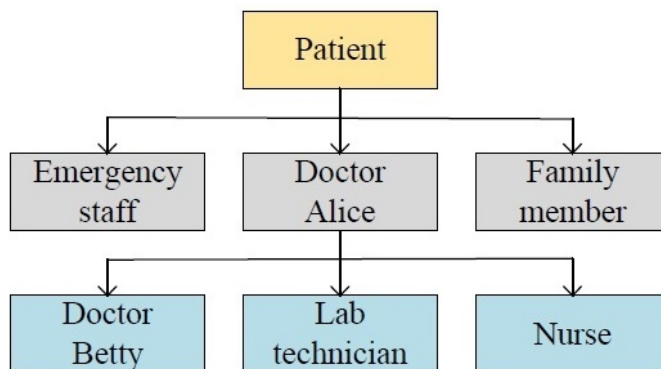 Patient
Emergency
staff
Doctor
Alice
Family
member
Doctor
Betty
Lab
technician
Nurse